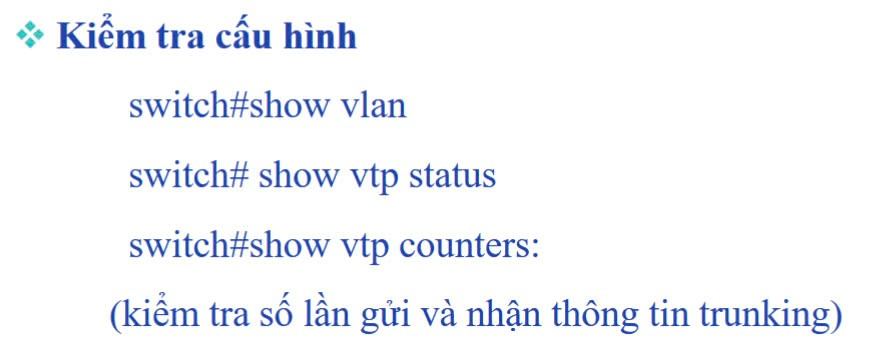 Kiểm tra cấu hình
switch#show vlan
switch# show vtp status
switch#show vtp counters:
(kiểm tra số lần gửi và nhận thông tin trunking)